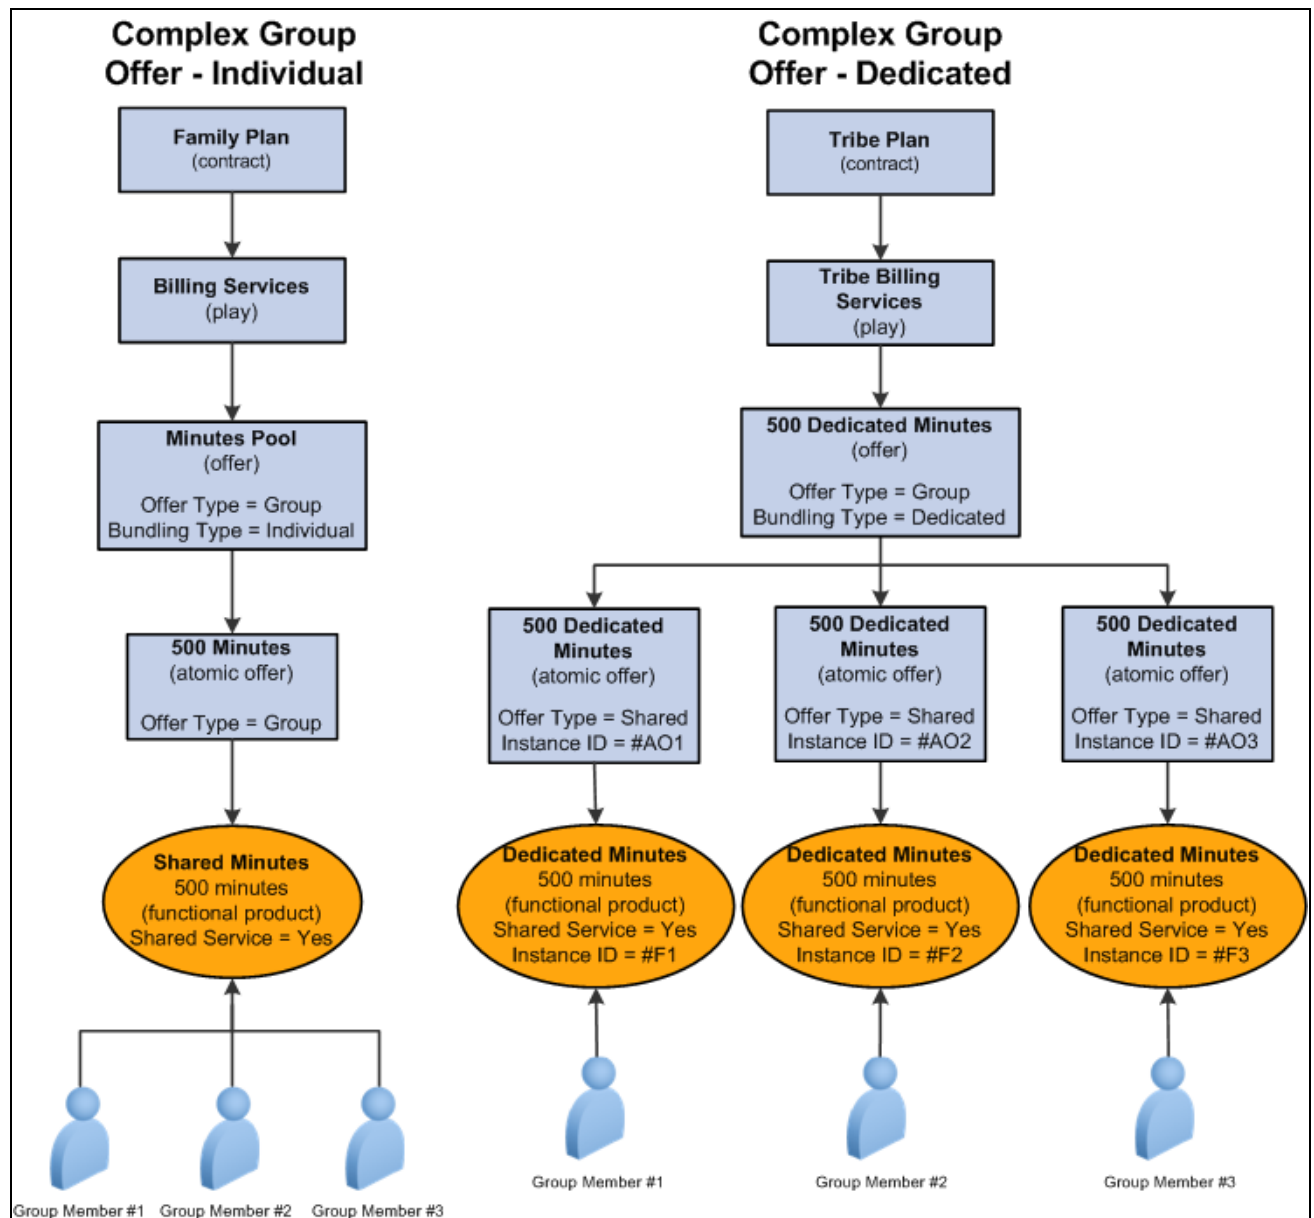 Complex Group
Offer - Individual
Family Plan
(contract)
Billing Services
(play)
Minutes Pool
(offer)
Offer Type = Group
Bundling Type = Individual
500 Minutes
(atomic offer)
Offer Type = Group
Shared Minutes
500 minutes
(functional product)
Shared Service = Yes
Group Member #1
Group Member #2
Group Member #3
Complex Group
Offer - Dedicated
Tribe Plan
(contract)
Tribe Billing
Services
(play)
500 Dedicated Minutes
(offer)
Offer Type = Group
Bundling Type = Dedicated
500 Dedicated
Minutes
(atomic offer)
Offer Type = Shared
Instance ID = #AO1
500 Dedicated
Minutes
(atomic offer)
Offer Type = Shared
Instance ID = #AO2
500 Dedicated
Minutes
(atomic offer)
Offer Type = Shared
Instance ID = #AO3
Dedicated Minutes
500 minutes
(functional product)
Shared Service = Yes
Instance ID = #F1
Dedicated Minutes
500 minutes
(functional product)
Shared Service = Yes
Instance ID = #F2
Dedicated Minutes
500 minutes
(functional product)
Shared Service = Yes
Instance ID = #F3
Group Member #1
Group Member #2
Group Member #3